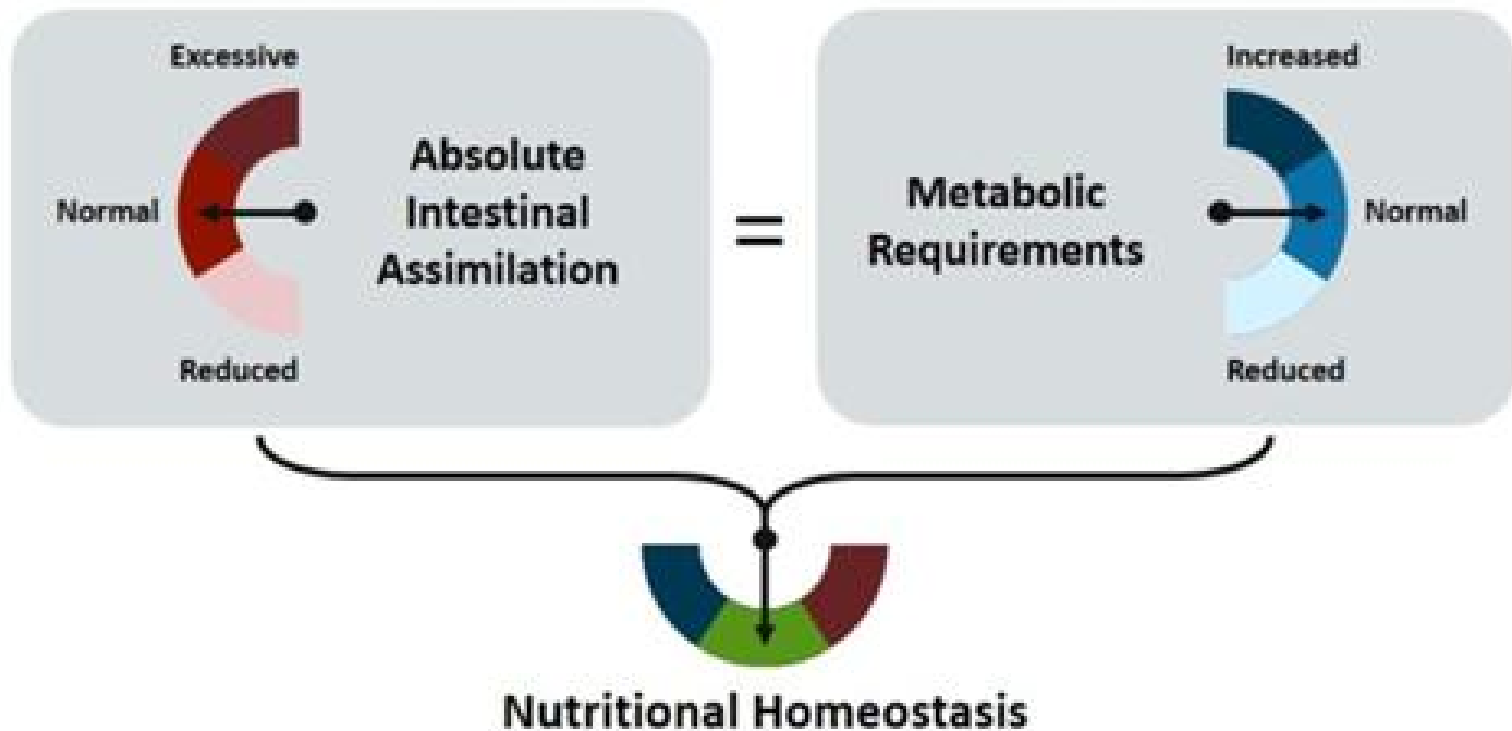 Excessive
Normal
Reduced
Absolute
Intestinal
Assimilation
=
Metabolic
Requirements
Increased
Normal
Reduced
Nutritional Homeostasis